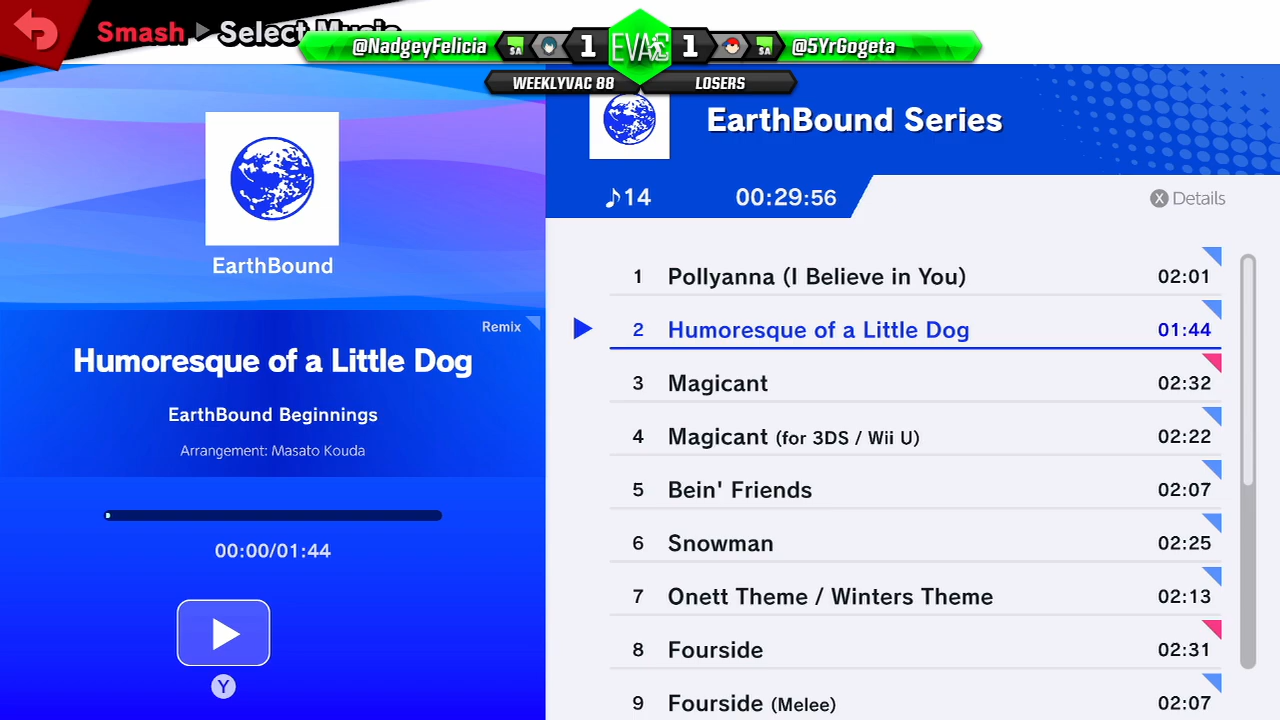 Smash ▶ Select Music
@NadgeyFelicia SA 1 EVAC 1 SA @5YrGogeta
WEEKLYVAC 88 LOSERS
EarthBound
Remix
Humoresque of a Little Dog
EarthBound Beginnings
Arrangement: Masato Kouda
00:00/01:44
Y
EarthBound Series
♪14 00:29:56
X Details
1 Pollyanna (I Believe in You) 02:01
2 Humoresque of a Little Dog 01:44
3 Magicant 02:32
4 Magicant (for 3DS / Wii U) 02:22
5 Bein' Friends 02:07
6 Snowman 02:25
7 Onett Theme / Winters Theme 02:13
8 Fourside 02:31
9 Fourside (Melee) 02:07